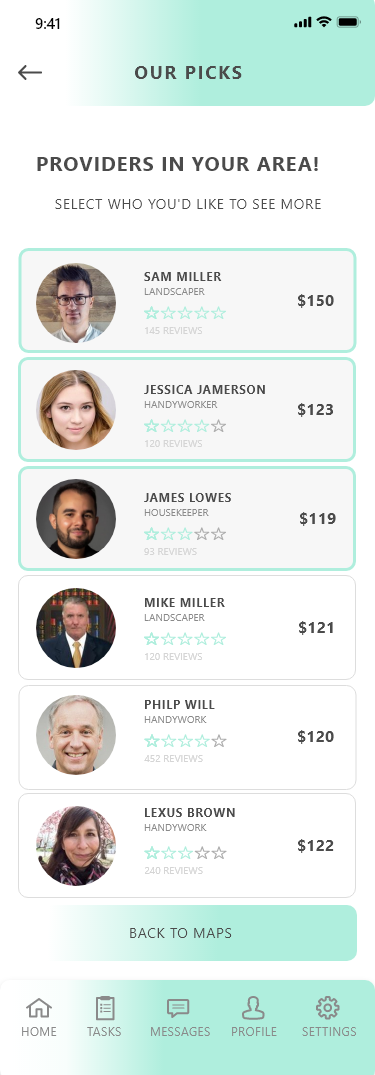 9:41
OUR PICKS
PROVIDERS IN YOUR AREA!
SELECT WHO YOU'D LIKE TO SEE MORE
SAM MILLER
LANDSCAPER
$150
145 REVIEWS
JESSICA JAMERSON
HANDYWORKER
$123
120 REVIEWS
JAMES LOWES
HOUSEKEEPER
$119
93 REVIEWS
MIKE MILLER
LANDSCAPER
$121
120 REVIEWS
PHILP WILL
HANDYWORK
$120
452 REVIEWS
LEXUS BROWN
HANDYWORK
$122
240 REVIEWS
BACK TO MAPS
HOME TASKS MESSAGES PROFILE SETTINGS